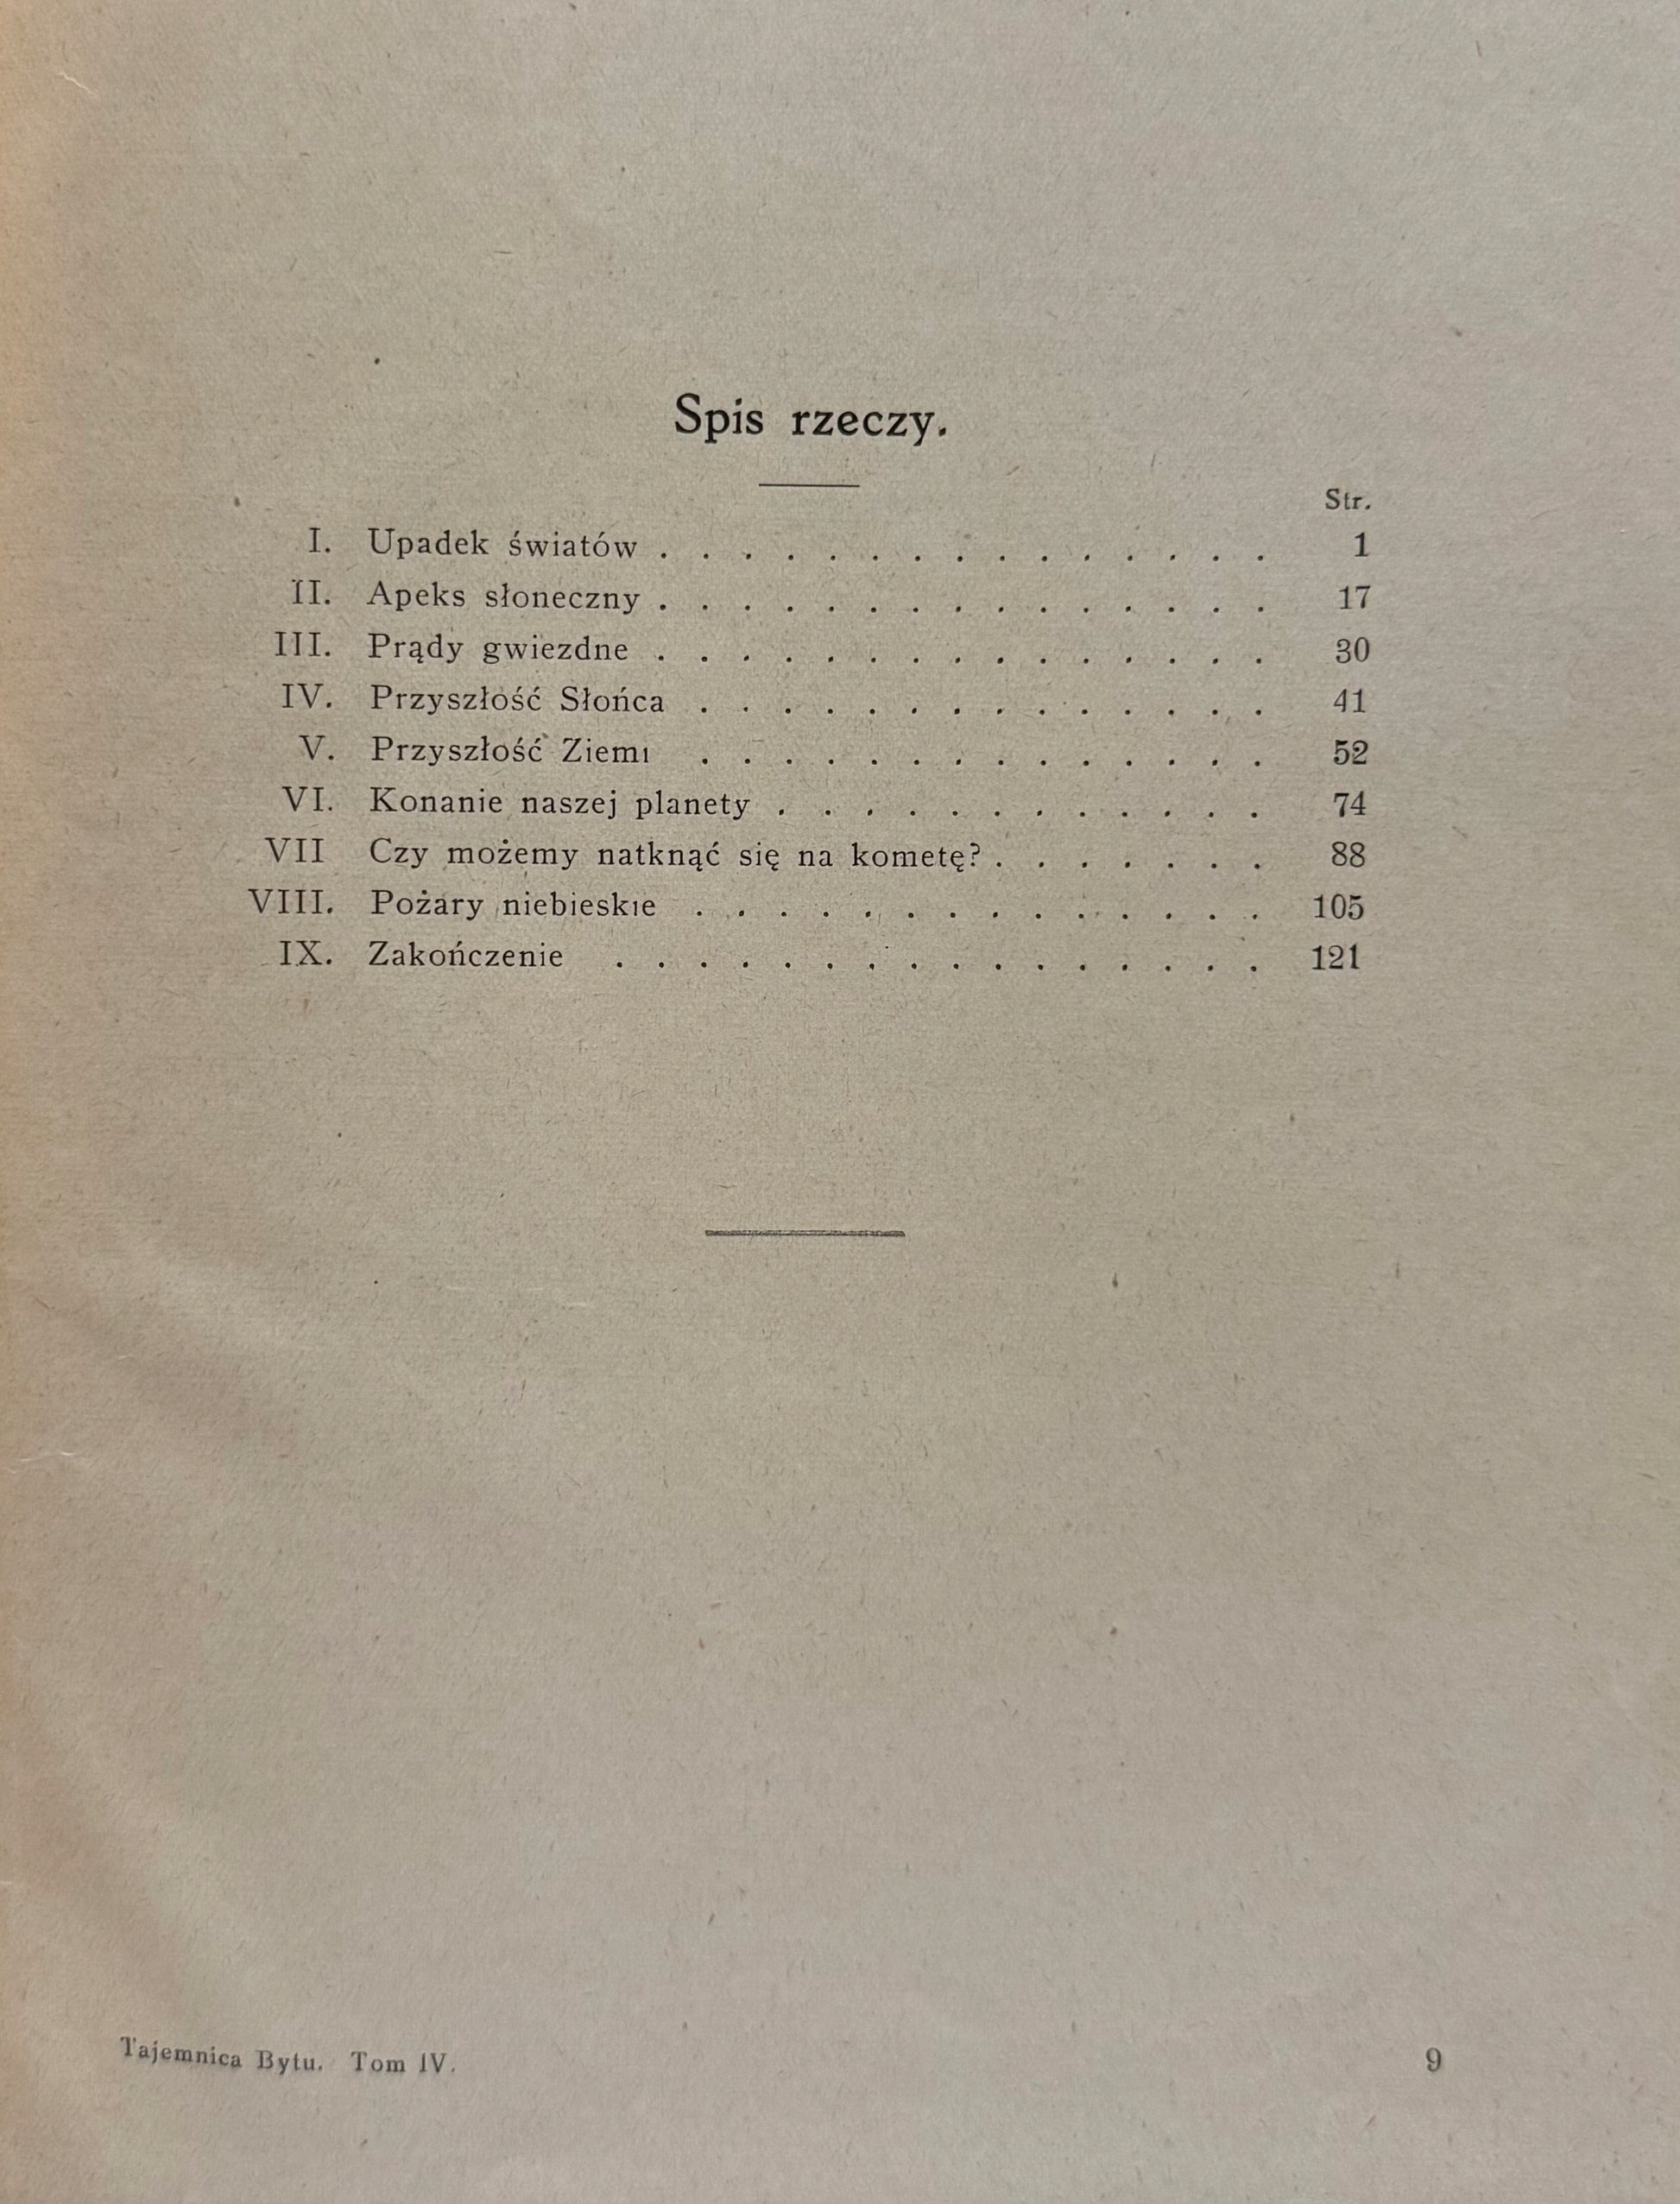 Spis rzeczy.
Str.
I. Upadek światów . . . . . . . . . . . . . . . 1
II. Apeks słoneczny . . . . . . . . . . . . . . . 17
III. Prądy gwiezdne . . . . . . . . . . . . . . . 30
IV. Przyszłość Słońca . . . . . . . . . . . . . . 41
V. Przyszłość Ziemi . . . . . . . . . . . . . . 52
VI. Konanie naszej planety . . . . . . . . . . . . 74
VII Czy możemy natknąć się na kometę? . . . . . . . 88
VIII. Pożary niebieskie . . . . . . . . . . . . . . 105
IX. Zakończenie . . . . . . . . . . . . . . . . 121
Tajemnica Bytu. Tom IV. 9